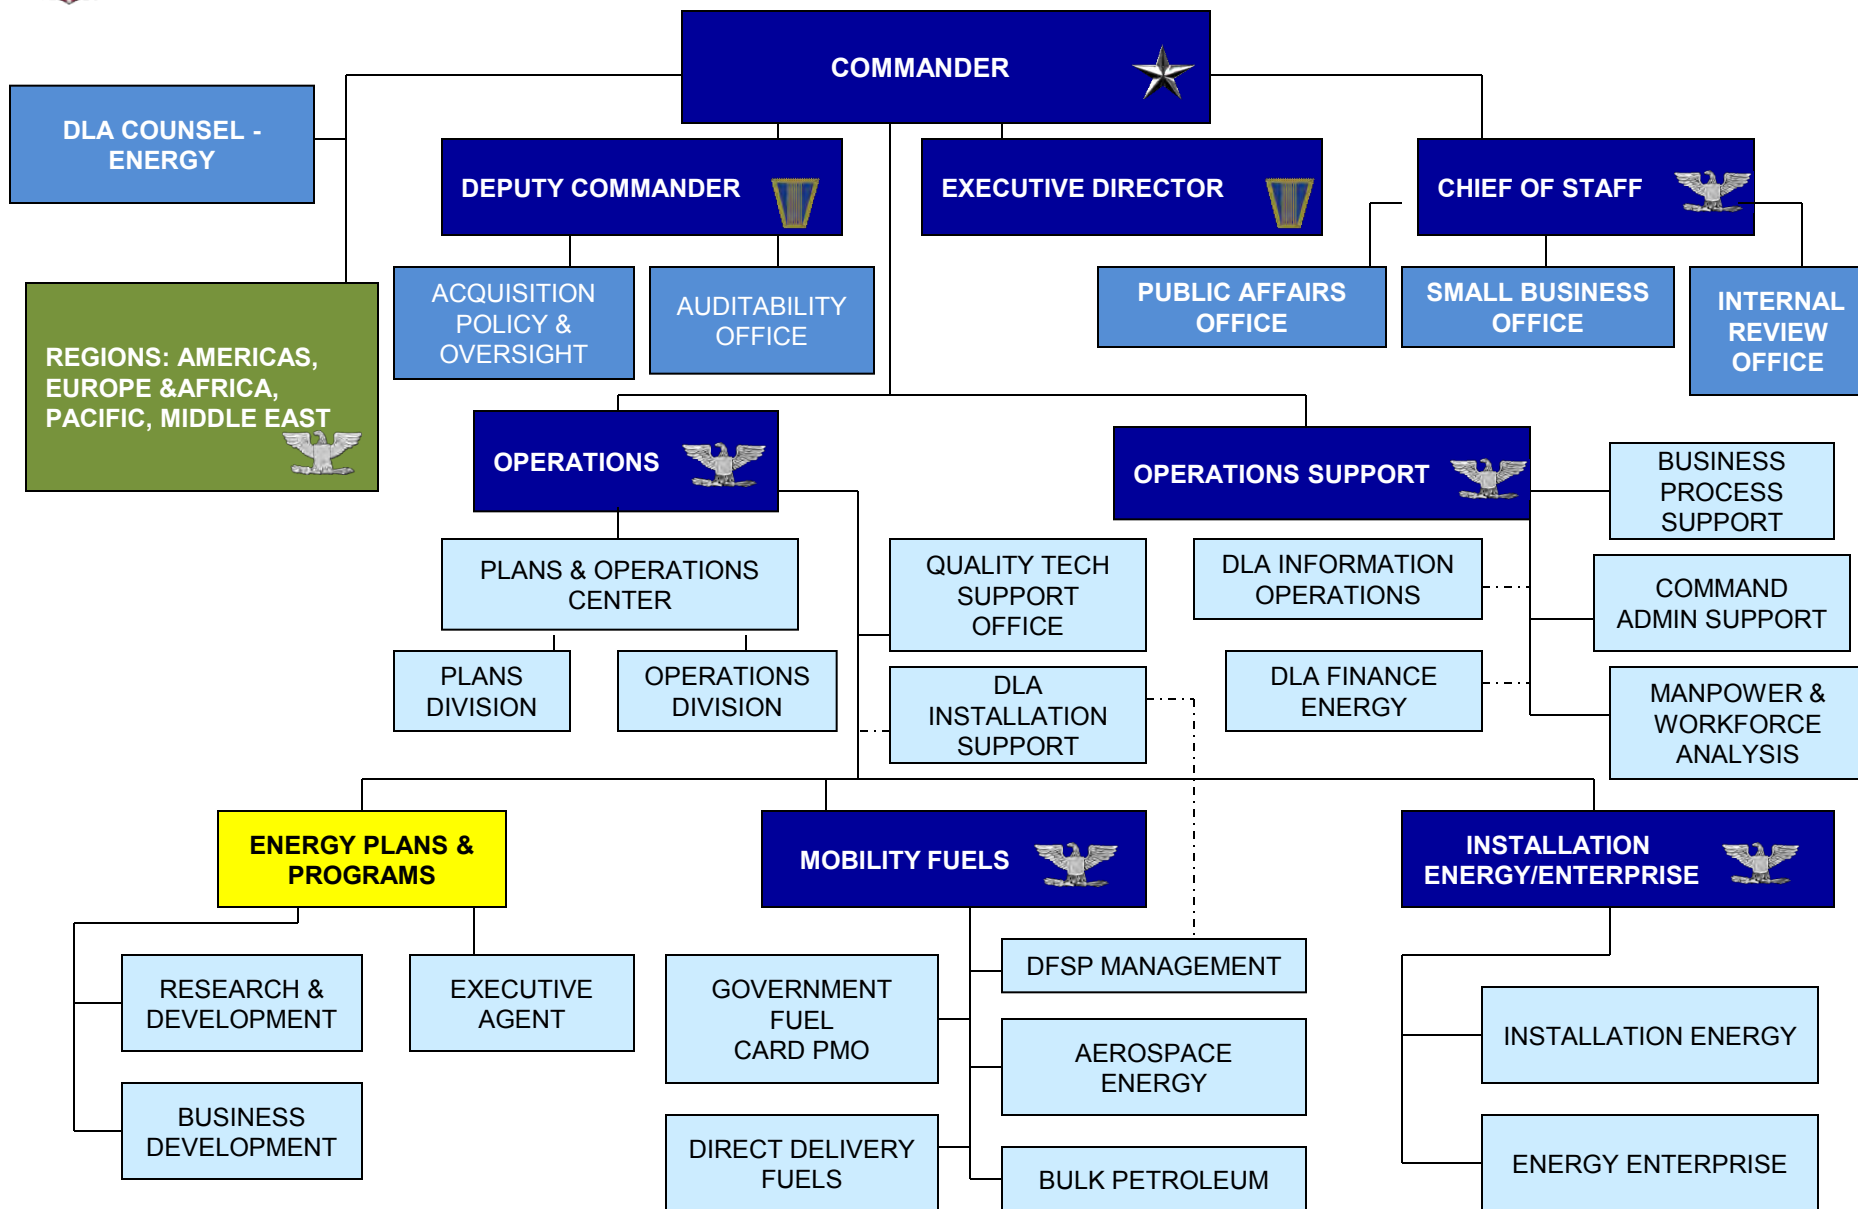 COMMANDER
DLA COUNSEL -
ENERGY
DEPUTY COMMANDER
EXECUTIVE DIRECTOR
CHIEF OF STAFF
ACQUISITION
POLICY &
OVERSIGHT
AUDITABILITY
OFFICE
PUBLIC AFFAIRS
OFFICE
SMALL BUSINESS
OFFICE
INTERNAL
REVIEW
OFFICE
REGIONS: AMERICAS,
EUROPE &AFRICA,
PACIFIC, MIDDLE EAST
OPERATIONS
OPERATIONS SUPPORT
BUSINESS
PROCESS
SUPPORT
PLANS & OPERATIONS
CENTER
QUALITY TECH
SUPPORT
OFFICE
DLA INFORMATION
OPERATIONS
COMMAND
ADMIN SUPPORT
PLANS
DIVISION
OPERATIONS
DIVISION
DLA
INSTALLATION
SUPPORT
DLA FINANCE
ENERGY
MANPOWER &
WORKFORCE
ANALYSIS
ENERGY PLANS &
PROGRAMS
MOBILITY FUELS
INSTALLATION
ENERGY/ENTERPRISE
RESEARCH &
DEVELOPMENT
EXECUTIVE
AGENT
GOVERNMENT
FUEL
CARD PMO
DFSP MANAGEMENT
AEROSPACE
ENERGY
INSTALLATION ENERGY
BUSINESS
DEVELOPMENT
DIRECT DELIVERY
FUELS
BULK PETROLEUM
ENERGY ENTERPRISE